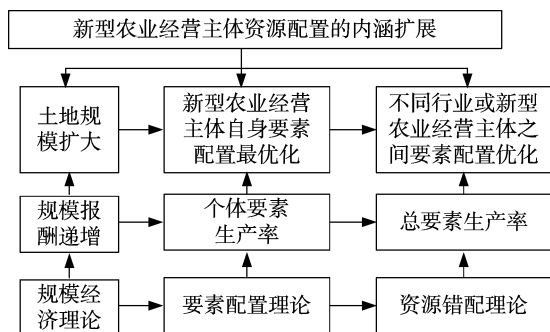 新型农业经营主体资源配置的内涵扩展
土地规
模扩大
新型农业经营
主体自身要素
配置最优化
不同行业或新型
农业经营主体之
间要素配置优化
规模报
酬递增
个体要素
生产率
总要素生产率
规模经
济理论
要素配置理论
资源错配理论